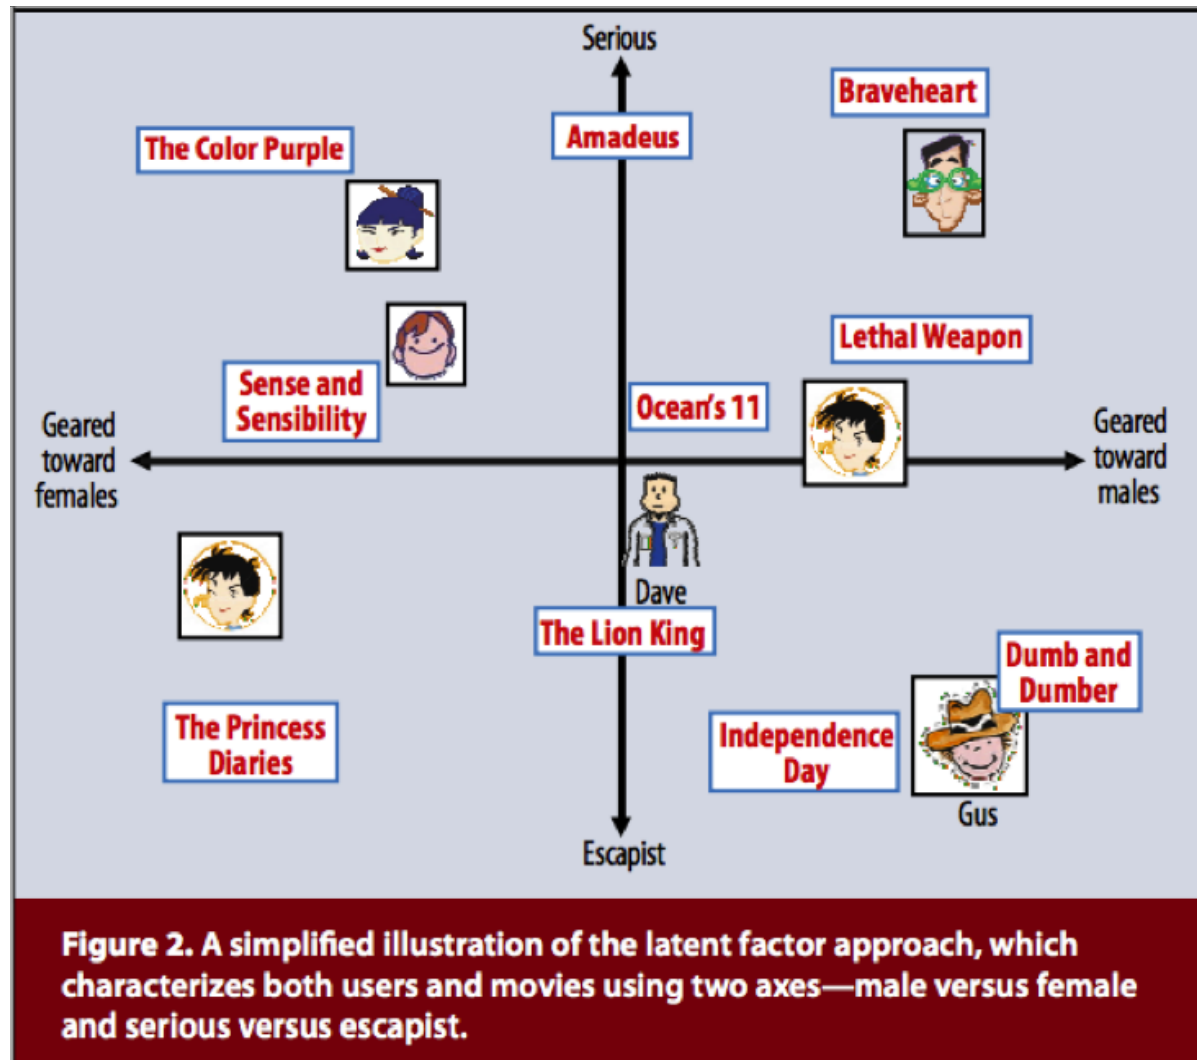 Serious
Braveheart
Amadeus
The Color Purple
Lethal Weapon
Sense and
Sensibility
Ocean's 11
Geared
toward
females
Geared
toward
males
Dave
The Lion King
Dumb and
Dumber
The Princess
Diaries
Independence
Day
Gus
Escapist
Figure 2. A simplified illustration of the latent factor approach, which
characterizes both users and movies using two axes—male versus female
and serious versus escapist.